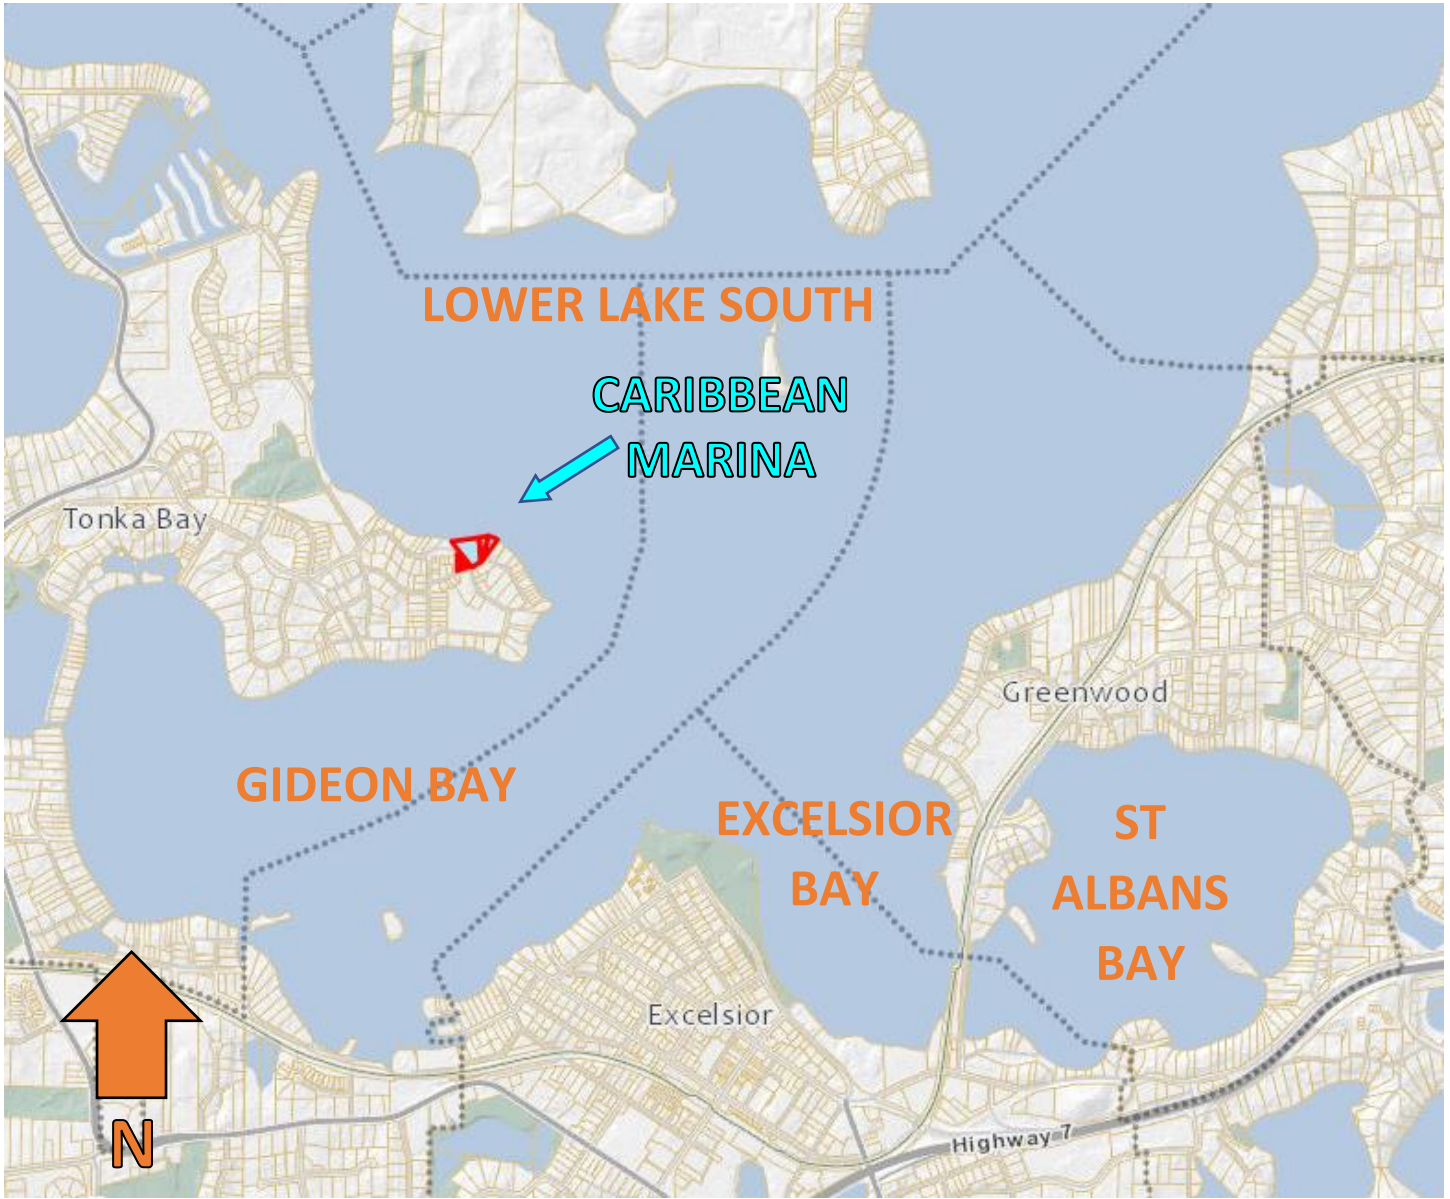 LOWER LAKE SOUTH
CARIBBEAN
MARINA
Tonka Bay
Greenwood
GIDEON BAY
EXCELSIOR
BAY
ST
ALBANS
BAY
Excelsior
N
Highway 7